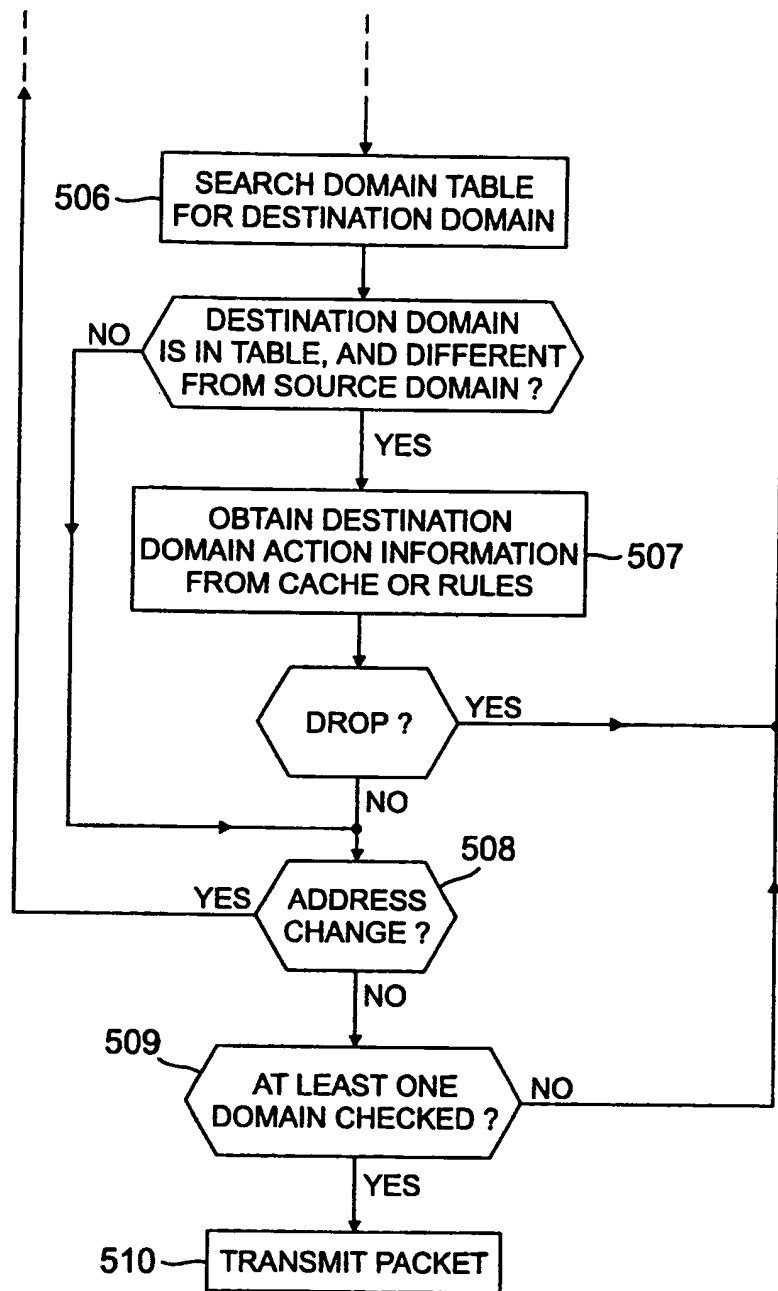 506
SEARCH DOMAIN TABLE
FOR DESTINATION DOMAIN
NO
DESTINATION DOMAIN
IS IN TABLE, AND DIFFERENT
FROM SOURCE DOMAIN ?
YES
OBTAIN DESTINATION
DOMAIN ACTION INFORMATION
FROM CACHE OR RULES
507
DROP ?
YES
NO
508
YES
ADDRESS
CHANGE ?
NO
509
AT LEAST ONE
DOMAIN CHECKED ?
NO
YES
510
TRANSMIT PACKET